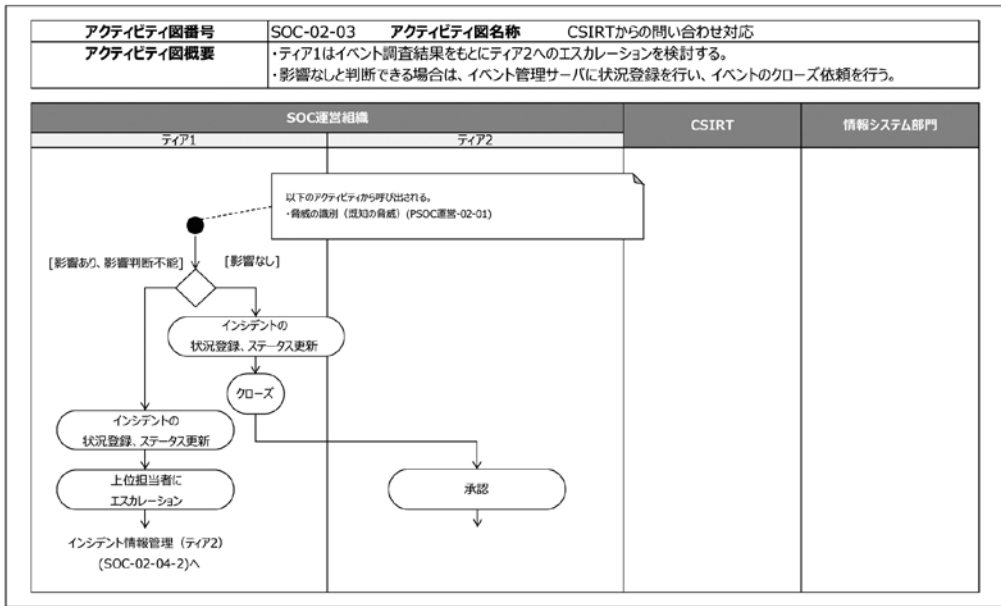 アクティビティ図番号 SOC-02-03 アクティビティ図名称 CSIRTからの問い合わせ対応
アクティビティ図概要 ・ティア1はイベント調査結果をもとにティア2へのエスカレーションを検討する。
・影響なしと判断できる場合は、イベント管理サーバに状況登録を行い、イベントのクローズ依頼を行う。
SOC運営組織 CSIRT 情報システム部門
ティア1 ティア2
以下のアクティビティから呼び出される。
・脅威の識別（既知の脅威）(PSOC運営-02-01)
[影響あり、影響判断不能] [影響なし]
インシデントの
状況登録、ステータス更新
クローズ
インシデントの
状況登録、ステータス更新
上位担当者に
エスカレーション
承認
インシデント情報管理（ティア2）
(SOC-02-04-2)へ